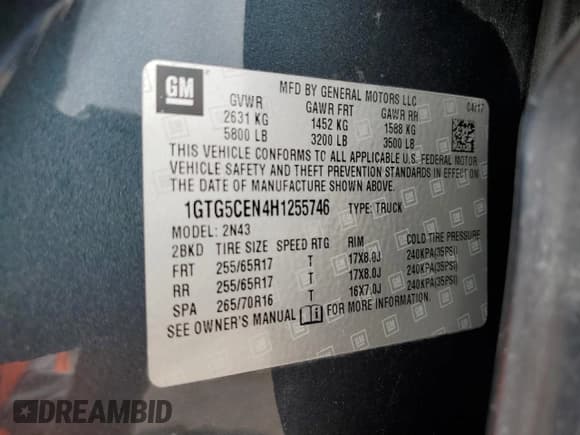 GM
MFD BY GENERAL MOTORS LLC
04/17
GVWR GAWR FRT GAWR RR
2631 KG 1452 KG 1588 KG
5800 LB 3200 LB 3500 LB
THIS VEHICLE CONFORMS TO ALL APPLICABLE U.S. FEDERAL MOTOR
VEHICLE SAFETY AND THEFT PREVENTION STANDARDS IN EFFECT ON
THE DATE OF MANUFACTURE SHOWN ABOVE.
1GTG5CEN4H1255746 TYPE: TRUCK
MODEL: 2N43
2BKD TIRE SIZE SPEED RTG RIM COLD TIRE PRESSURE
FRT 255/65R17 T 17X8.0J 240KPA(35PSI)
RR 255/65R17 T 17X8.0J 240KPA(35PSI)
SPA 265/70R16 T 16X7.0J 240KPA(35PSI)
SEE OWNER'S MANUAL FOR MORE INFORMATION.
DREAMBID